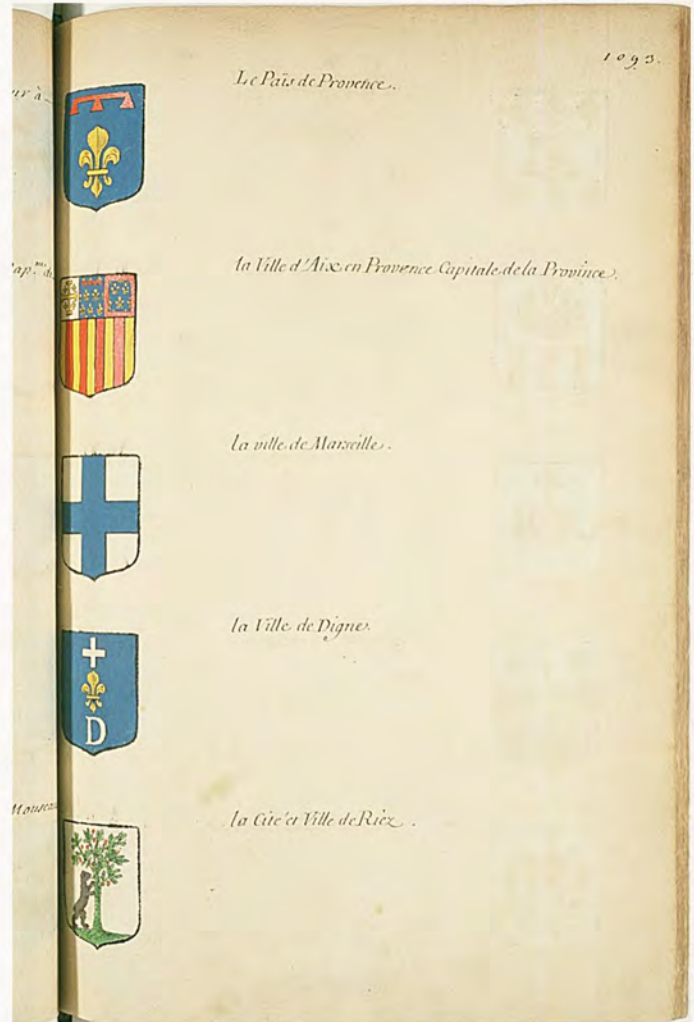 1093.
Le Païs de Provence.
la Ville d'Aix en Provence Capitale de la Province.
la ville de Marseille.
la Ville de Digne.
D
la Cité et Ville de Riez.